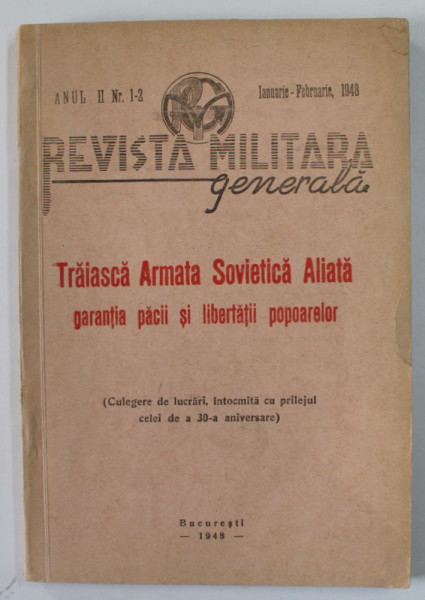 ANUL II Nr. 1-2
Ianuarie - Februarie, 1948
REVISTA MILITARA
generală
Trăiască Armata Sovietică Aliată
garanția păcii și libertății popoarelor
(Culegere de lucrări, întocmită cu prilejul
celei de a 30-a aniversare)
București
— 1948 —